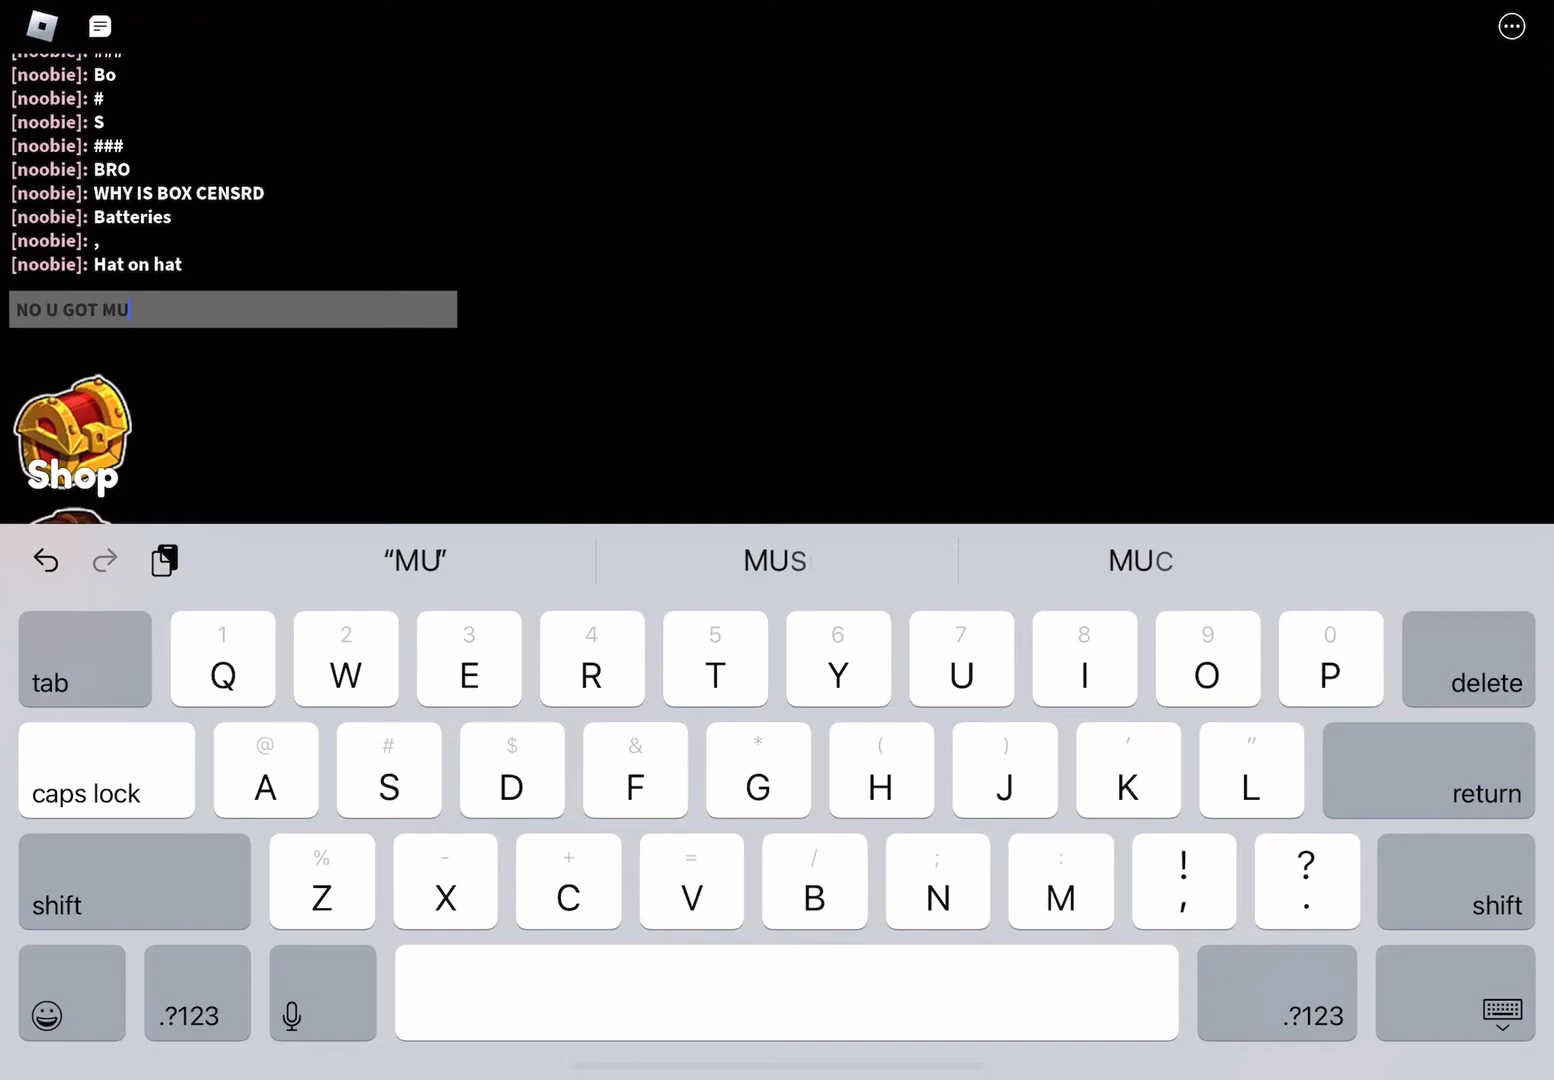 [noobie]: ###
[noobie]: Bo
[noobie]: #
[noobie]: S
[noobie]: ###
[noobie]: BRO
[noobie]: WHY IS BOX CENSRD
[noobie]: Batteries
[noobie]: ,
[noobie]: Hat on hat
NO U GOT MU
Shop
“MU” MUS MUC
tab 1 Q 2 W 3 E 4 R 5 T 6 Y 7 U 8 I 9 O 0 P delete
caps lock @ A # S $ D & F * G ( H ) J ' K " L return
shift % Z - X + C = V / B ; N : M ! , ? . shift
.?123 .?123